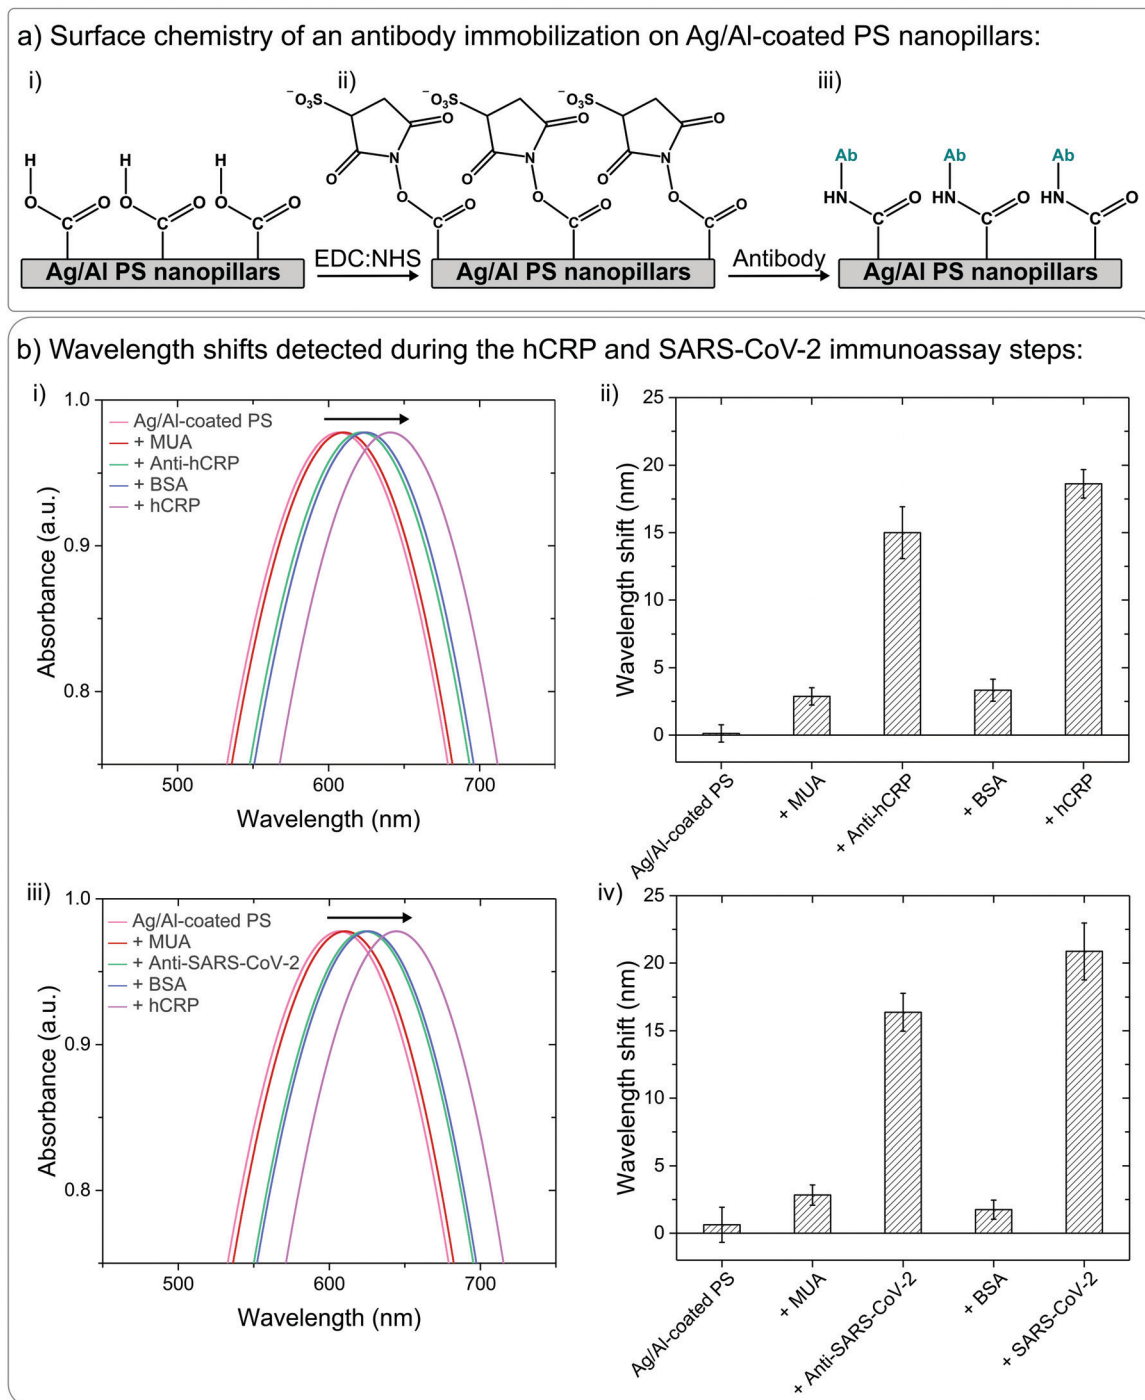 a) Surface chemistry of an antibody immobilization on Ag/Al-coated PS nanopillars:
i)
ii)
iii)
⁻O₃S
⁻O₃S
⁻O₃S
O
O
O
N
N
N
O
O
O
O
O
O
H
H
H
O
C
O
O
C
O
O
C
O
C
O
C
O
C
O
Ab
Ab
Ab
HN
C
O
HN
C
O
HN
C
O
Ag/Al PS nanopillars
EDC:NHS
Ag/Al PS nanopillars
Antibody
Ag/Al PS nanopillars
b) Wavelength shifts detected during the hCRP and SARS-CoV-2 immunoassay steps:
i)
1.0
0.9
0.8
Absorbance (a.u.)
Ag/Al-coated PS
+ MUA
+ Anti-hCRP
+ BSA
+ hCRP
500
600
700
Wavelength (nm)
ii)
25
20
15
10
5
0
Wavelength shift (nm)
Ag/Al-coated PS
+ MUA
+ Anti-hCRP
+ BSA
+ hCRP
iii)
1.0
0.9
0.8
Absorbance (a.u.)
Ag/Al-coated PS
+ MUA
+ Anti-SARS-CoV-2
+ BSA
+ hCRP
500
600
700
Wavelength (nm)
iv)
25
20
15
10
5
0
Wavelength shift (nm)
Ag/Al-coated PS
+ MUA
+ Anti-SARS-CoV-2
+ BSA
+ SARS-CoV-2